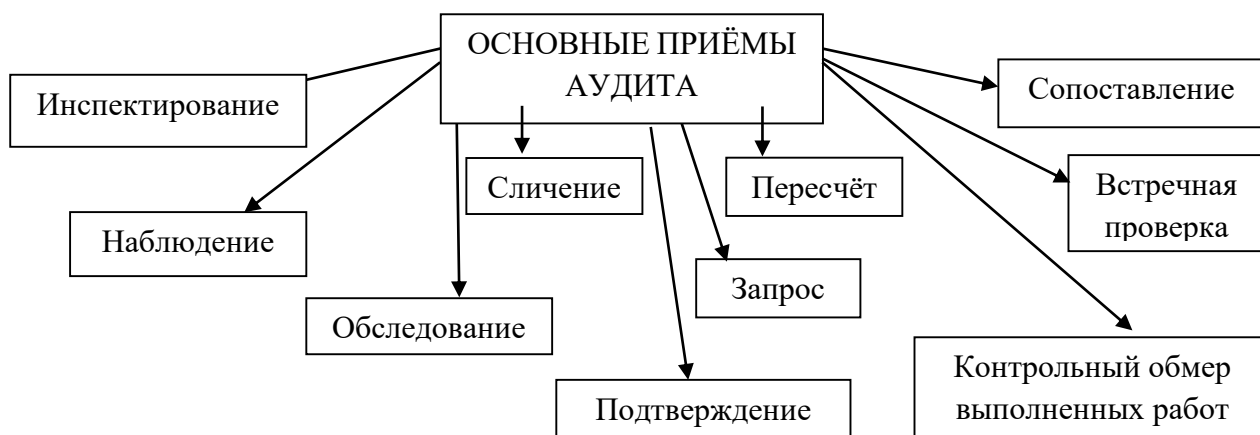 ОСНОВНЫЕ ПРИЁМЫ
АУДИТА
Инспектирование
Сопоставление
Сличение
Пересчёт
Встречная
проверка
Наблюдение
Запрос
Обследование
Контрольный обмер
выполненных работ
Подтверждение